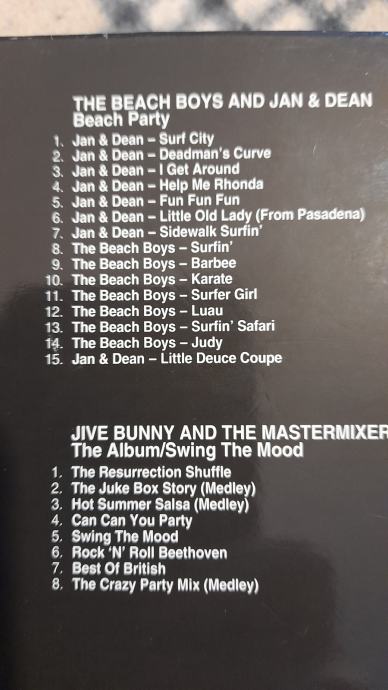 THE BEACH BOYS AND JAN & DEAN
Beach Party
1. Jan & Dean – Surf City
2. Jan & Dean – Deadman's Curve
3. Jan & Dean – I Get Around
4. Jan & Dean – Help Me Rhonda
5. Jan & Dean – Fun Fun Fun
6. Jan & Dean – Little Old Lady (From Pasadena)
7. Jan & Dean – Sidewalk Surfin'
8. The Beach Boys – Surfin'
9. The Beach Boys – Barbee
10. The Beach Boys – Karate
11. The Beach Boys – Surfer Girl
12. The Beach Boys – Luau
13. The Beach Boys – Surfin' Safari
14. The Beach Boys – Judy
15. Jan & Dean – Little Deuce Coupe
JIVE BUNNY AND THE MASTERMIXER
The Album/Swing The Mood
1. The Resurrection Shuffle
2. The Juke Box Story (Medley)
3. Hot Summer Salsa (Medley)
4. Can Can You Party
5. Swing The Mood
6. Rock 'N' Roll Beethoven
7. Best Of British
8. The Crazy Party Mix (Medley)